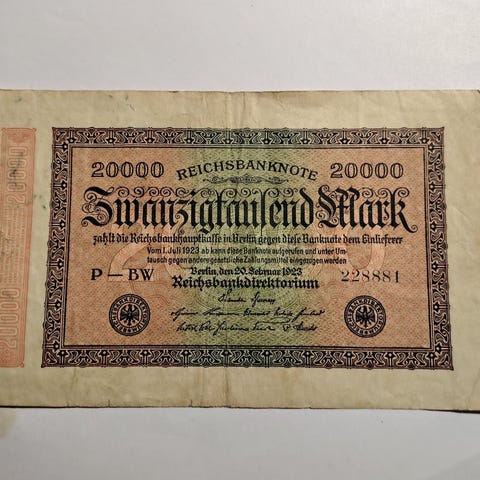 20000 REICHSBANKNOTE 20000
Zwanzigtausend Mark
zahlt die Reichsbankhauptkasse in Berlin gegen diese Banknote dem Einlieferer
Vom 1. Juli 1923 ab kann diese Banknote aufgerufen und unter Um-
tausch gegen andere gesetzliche Zahlungsmittel eingezogen werden
P – BW Berlin, den 20. Februar 1923 228881
Reichsbankdirektorium